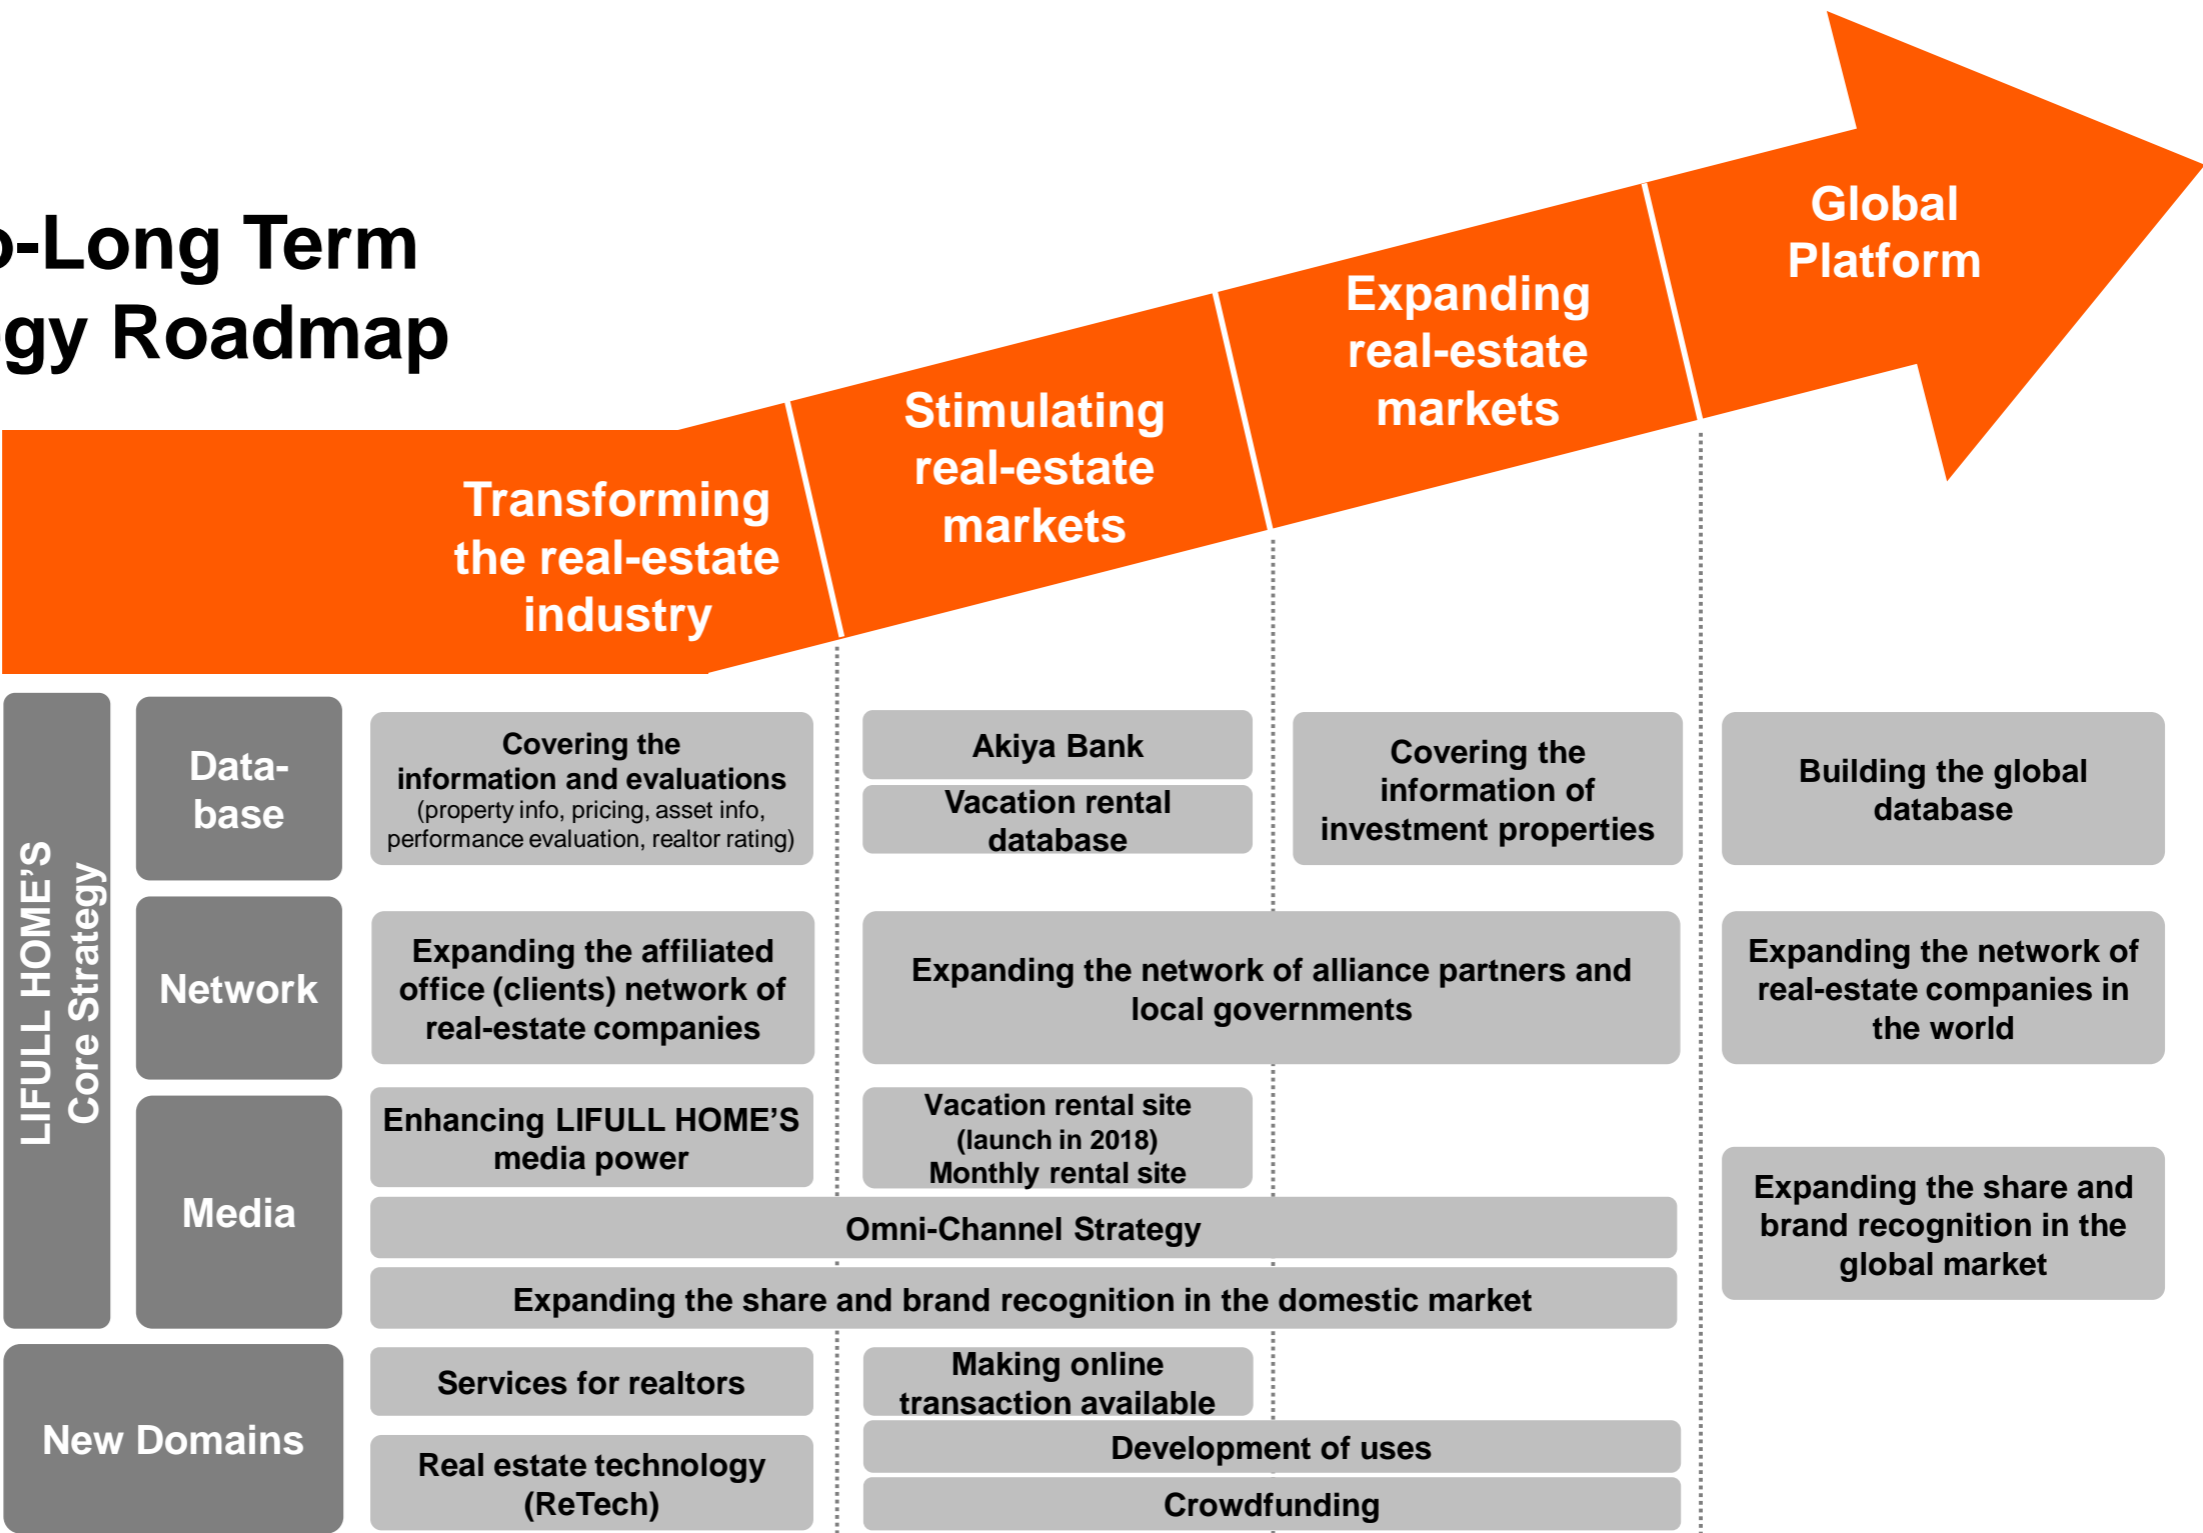 o-Long Term
gy Roadmap
Global
Platform
Expanding
real-estate
markets
Stimulating
real-estate
markets
Transforming
the real-estate
industry
LIFULL HOME’S
Core Strategy
Data-
base
Covering the
information and evaluations
(property info, pricing, asset info,
performance evaluation, realtor rating)
Akiya Bank
Vacation rental
database
Covering the
information of
investment properties
Building the global
database
Network
Expanding the affiliated
office (clients) network of
real-estate companies
Expanding the network of alliance partners and
local governments
Expanding the network of
real-estate companies in
the world
Media
Enhancing LIFULL HOME’S
media power
Vacation rental site
(launch in 2018)
Monthly rental site
Omni-Channel Strategy
Expanding the share and brand recognition in the domestic market
Expanding the share and
brand recognition in the
global market
New Domains
Services for realtors
Making online
transaction available
Real estate technology
(ReTech)
Development of uses
Crowdfunding